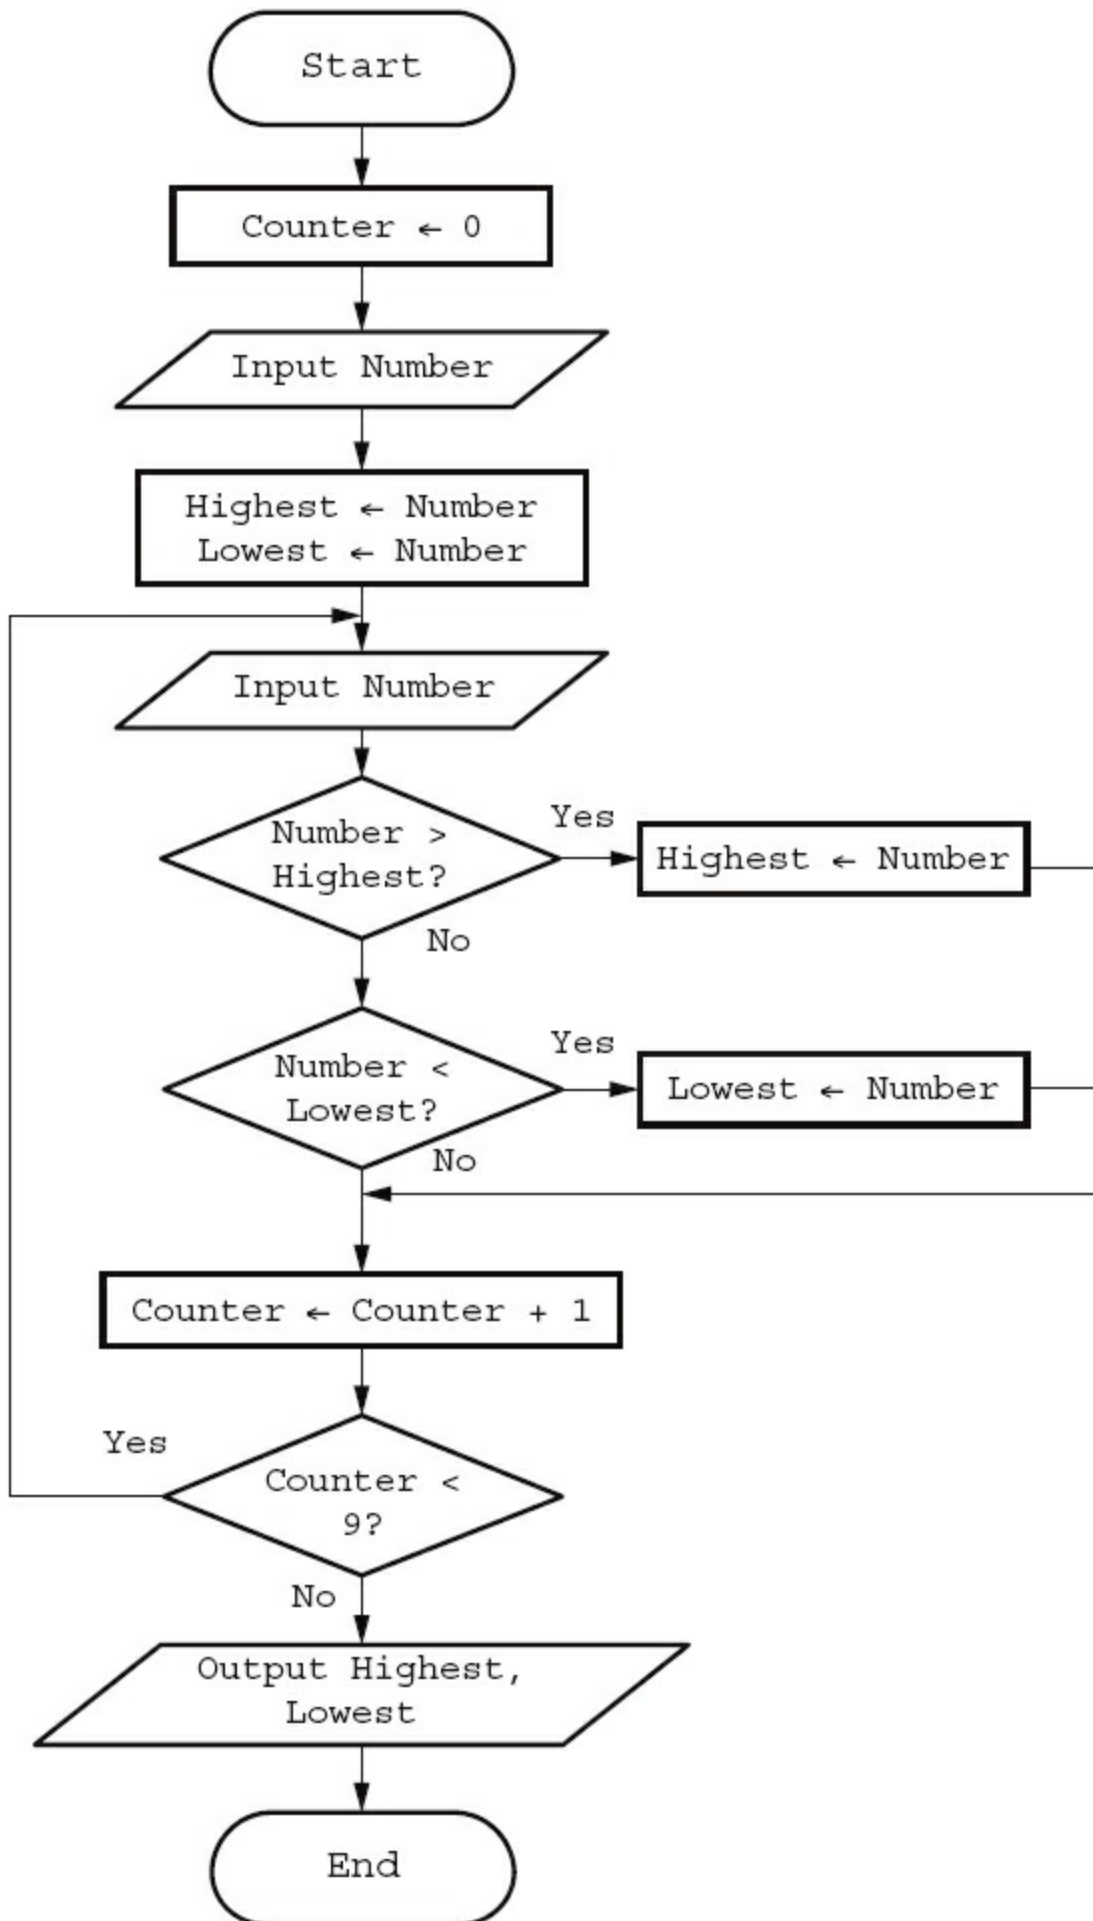 Start
Counter ← 0
Input Number
Highest ← Number
Lowest ← Number
Input Number
Number >
Highest?
Yes
Highest ← Number
No
Number <
Lowest?
Yes
Lowest ← Number
No
Counter ← Counter + 1
Yes
Counter <
9?
No
Output Highest,
Lowest
End